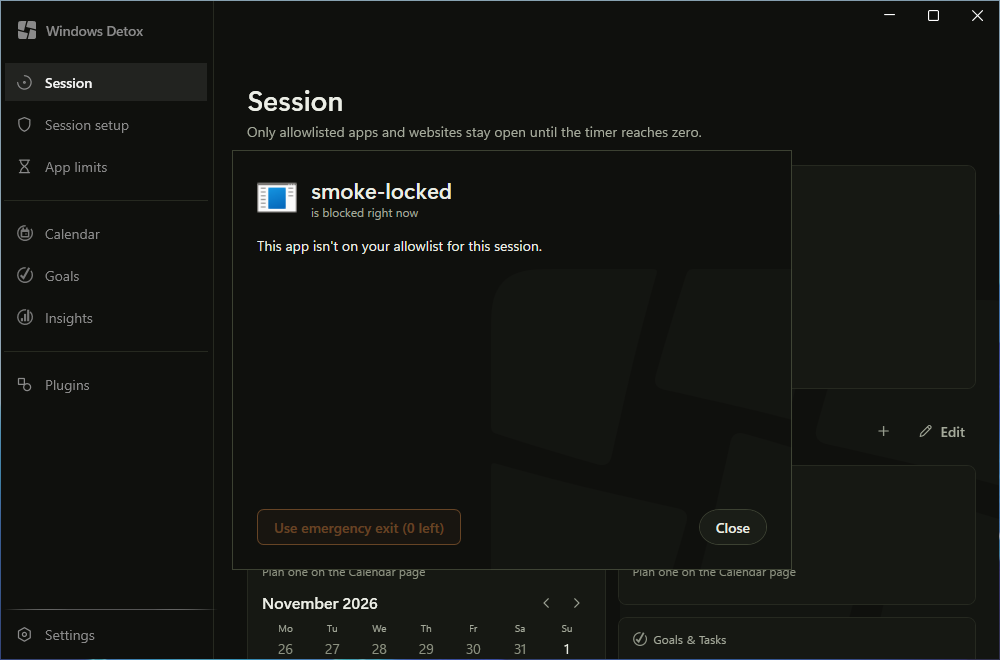 Windows Detox
Session
Session setup
App limits
Calendar
Goals
Insights
Plugins
Settings
Session
Only allowlisted apps and websites stay open until the timer reaches zero.
smoke-locked
is blocked right now
This app isn't on your allowlist for this session.
Use emergency exit (0 left)
Close
Edit
Plan one on the Calendar page
Plan one on the Calendar page
November 2026
Mo Tu We Th Fr Sa Su
26 27 28 29 30 31 1
Goals & Tasks